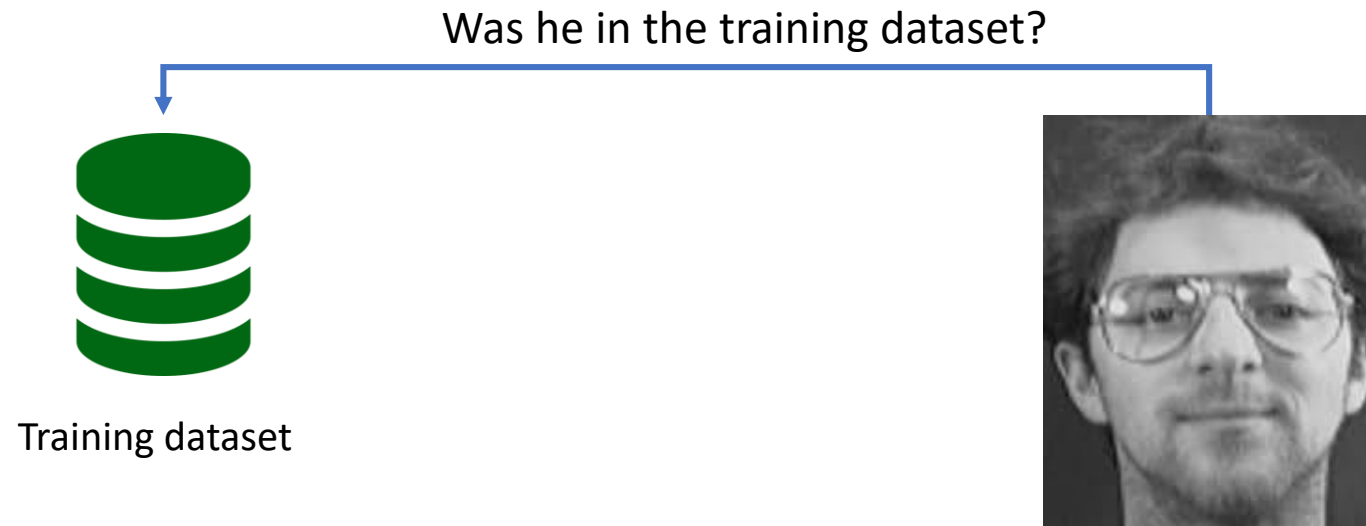 Was he in the training dataset?
Training dataset